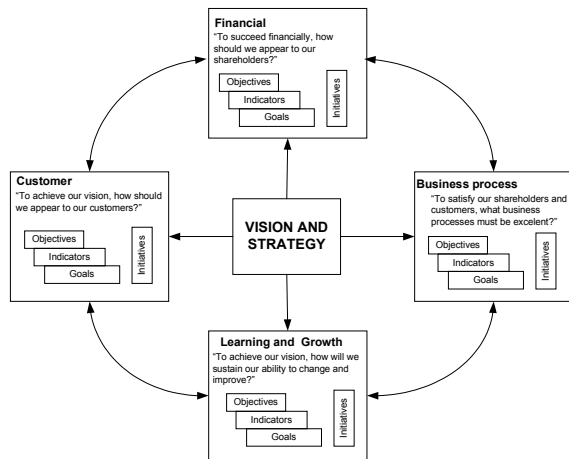 Financial
“To succeed financially, how
should we appear to our
shareholders?”
Objectives
Indicators
Goals
Initiatives
Customer
“To achieve our vision, how should
we appear to our customers?”
Objectives
Indicators
Goals
Initiatives
VISION AND
STRATEGY
Business process
“To satisfy our shareholders and
customers, what business
processes must be excelent?”
Objectives
Indicators
Goals
Initiatives
Learning and Growth
“To achieve our vision, how will we
sustain our ability to change and
improve?”
Objectives
Indicators
Goals
Initiatives